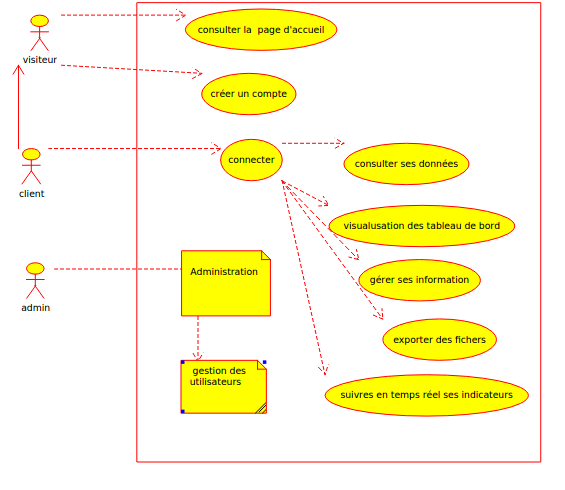 consulter la  page d'accueil
visiteur
créer un compte
connecter
consulter ses données
client
visualusation des tableau de bord
Administration
gérer ses information
admin
exporter des fichers
gestion des
utilisateurs
suivres en temps réel ses indicateurs